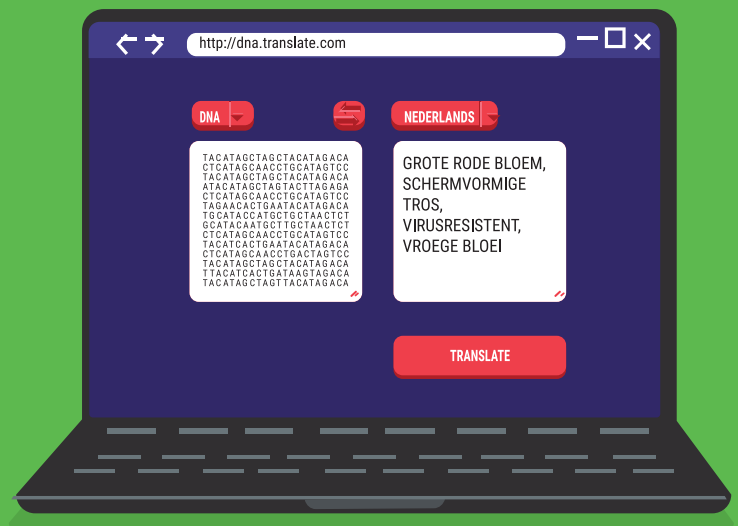 http://dna.translate.com
DNA
NEDERLANDS
TACATAGCTAGCTACATAGACA
CTCATAGCAACCTGCATAGTCC
TACATAGCTAGCTACATAGACA
ATACATAGCTAGTACTTAGAGA
CTCATAGCAACCTGCATAGTCC
TAGAACACTGAATACATAGACA
TGCATACCATGCTGCTAACTCT
GCATACAATGCTTGCTAACTCT
CTCATAGCAACCTGCATAGTCC
TACATCACTGAATACATAGACA
CTCATAGCAACCTGACTAGTCC
TACATAGCTAGCTACATAGACA
TTACATCACTGATAAGTAGACA
TACATAGCTAGTTACATAGACA
GROTE RODE BLOEM,
SCHERMVORMIGE
TROS,
VIRUSRESISTENT,
VROEGE BLOEI
TRANSLATE